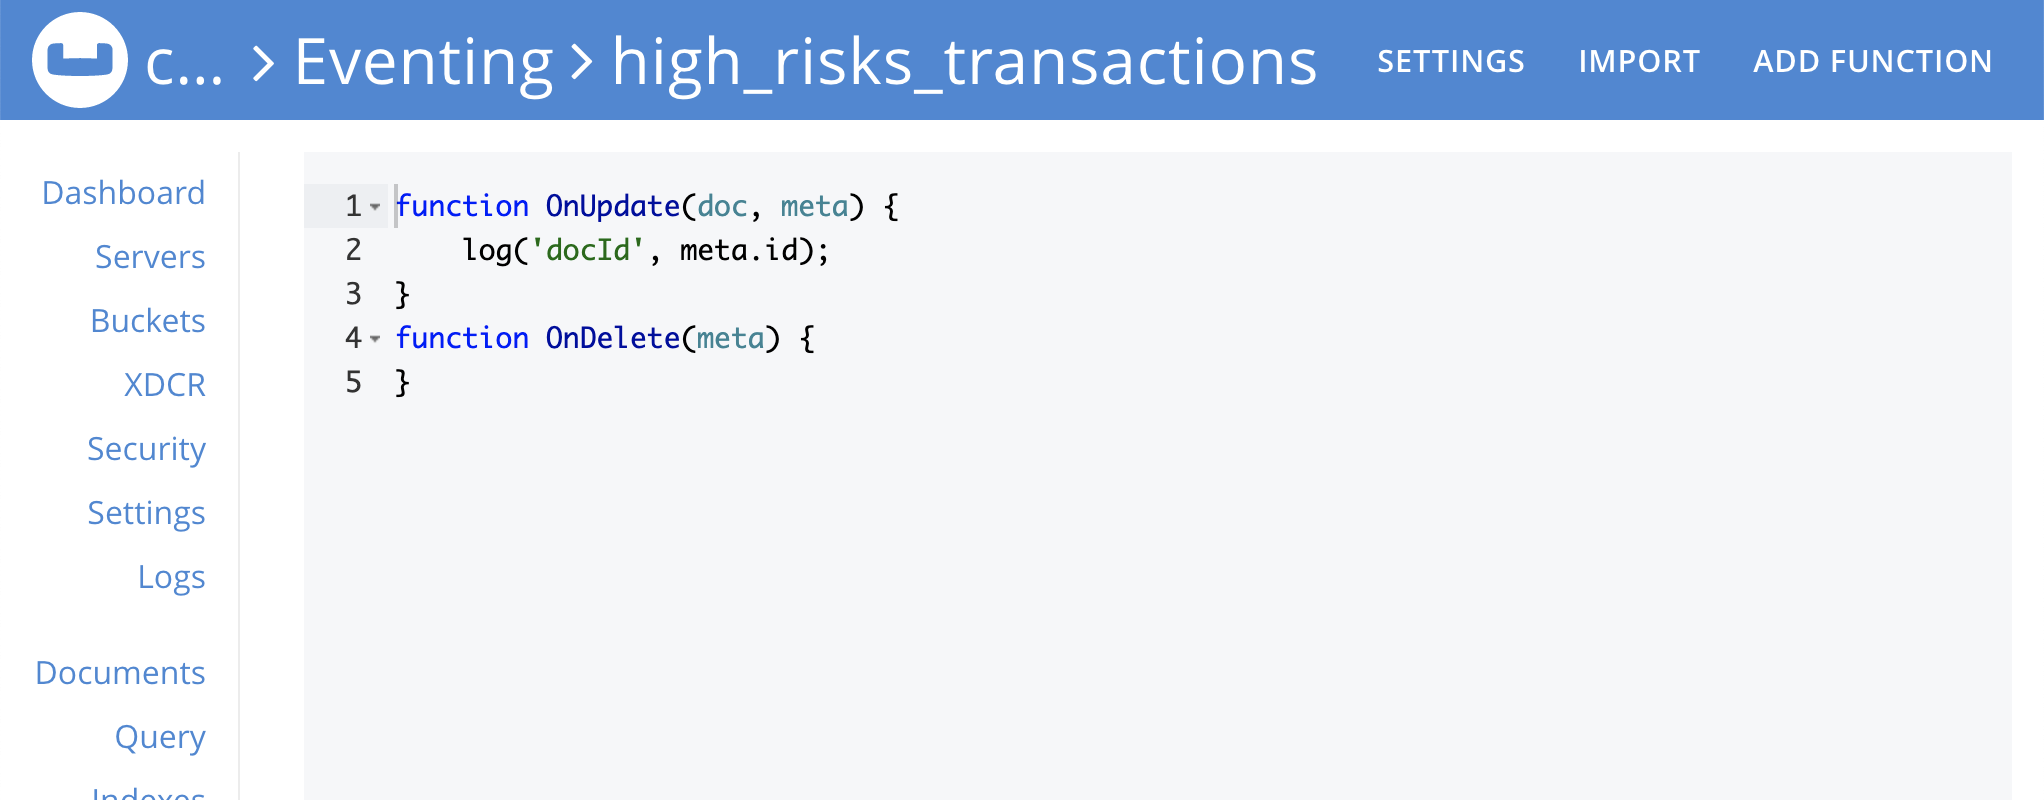 c... > Eventing > high_risks_transactions
SETTINGS IMPORT ADD FUNCTION
Dashboard
Servers
Buckets
XDCR
Security
Settings
Logs
Documents
Query
Indexes
1 function OnUpdate(doc, meta) {
2     log('docId', meta.id);
3 }
4 function OnDelete(meta) {
5 }